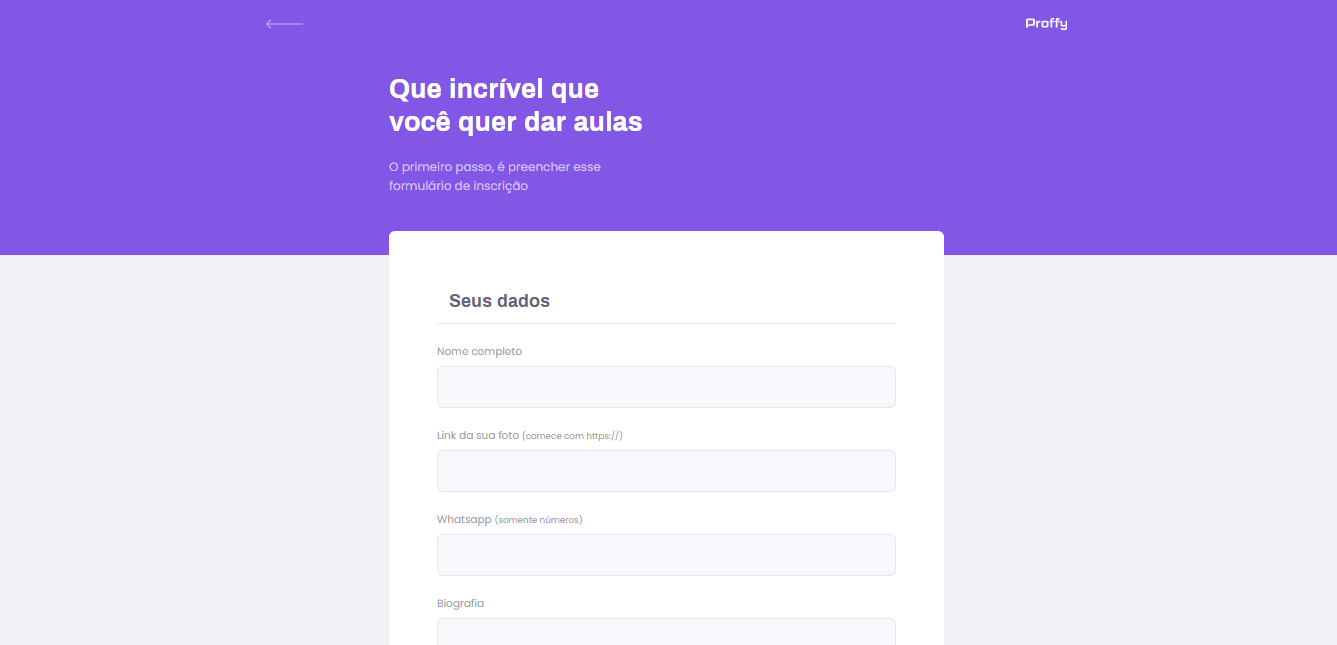 Proffy
Que incrível que
você quer dar aulas
O primeiro passo, é preencher esse
formulário de inscrição
Seus dados
Nome completo
Link da sua foto (comece com https://)
Whatsapp (somente números)
Biografia